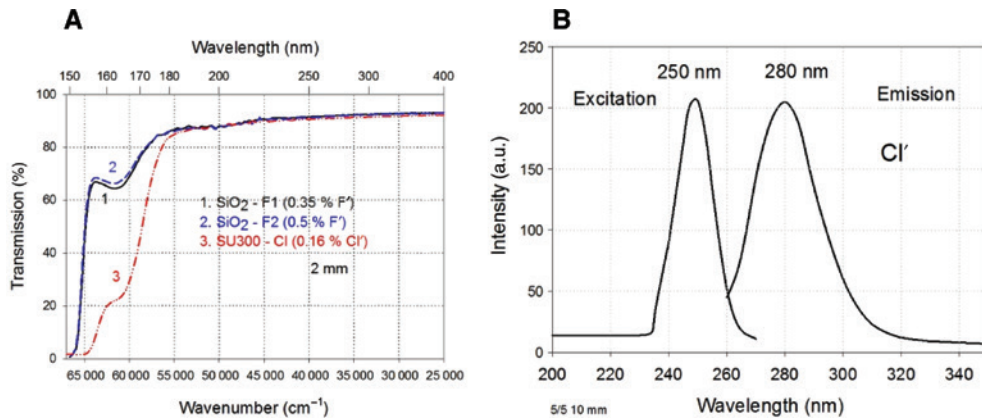 A
Wavelength (nm)
150 160 170 180 200 250 300 400
Transmission (%)
100
80
60
40
20
0
2
1
3
1. SiO₂ - F1 (0.35 % F′)
2. SiO₂ - F2 (0.5 % F′)
3. SU300 - Cl (0.16 % Cl′)
2 mm
65 000 60 000 55 000 50 000 45 000 40 000 35 000 30 000 25 000
Wavenumber (cm⁻¹)
B
250 nm 280 nm
Excitation Emission
Cl′
Intensity (a.u.)
250
200
150
100
50
0
200 220 240 260 280 300 320 340
5/5 10 mm
Wavelength (nm)